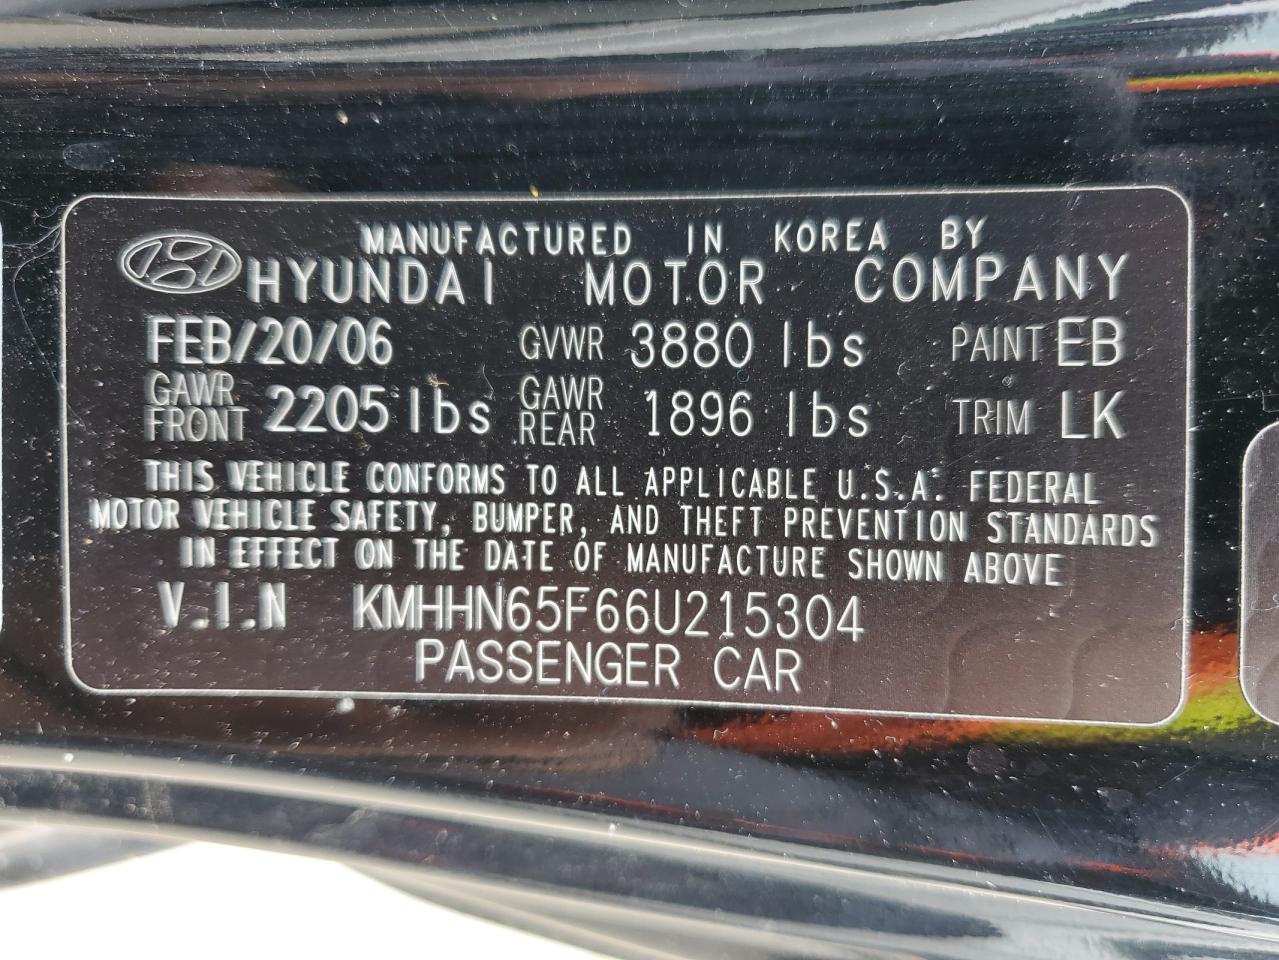 MANUFACTURED IN KOREA BY
HYUNDAI MOTOR COMPANY
FEB/20/06 GVWR 3880 lbs PAINT EB
GAWR FRONT 2205 lbs GAWR REAR 1896 lbs TRIM LK
THIS VEHICLE CONFORMS TO ALL APPLICABLE U.S.A. FEDERAL
MOTOR VEHICLE SAFETY, BUMPER, AND THEFT PREVENTION STANDARDS
IN EFFECT ON THE DATE OF MANUFACTURE SHOWN ABOVE
V.I.N KMHHN65F66U215304
PASSENGER CAR